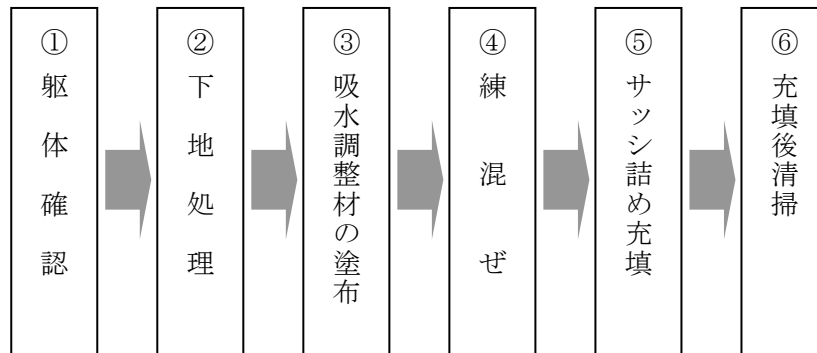 ①躯体確認
②下地処理
③吸水調整材の塗布
④練混ぜ
⑤サッシ詰め充填
⑥充填後清掃